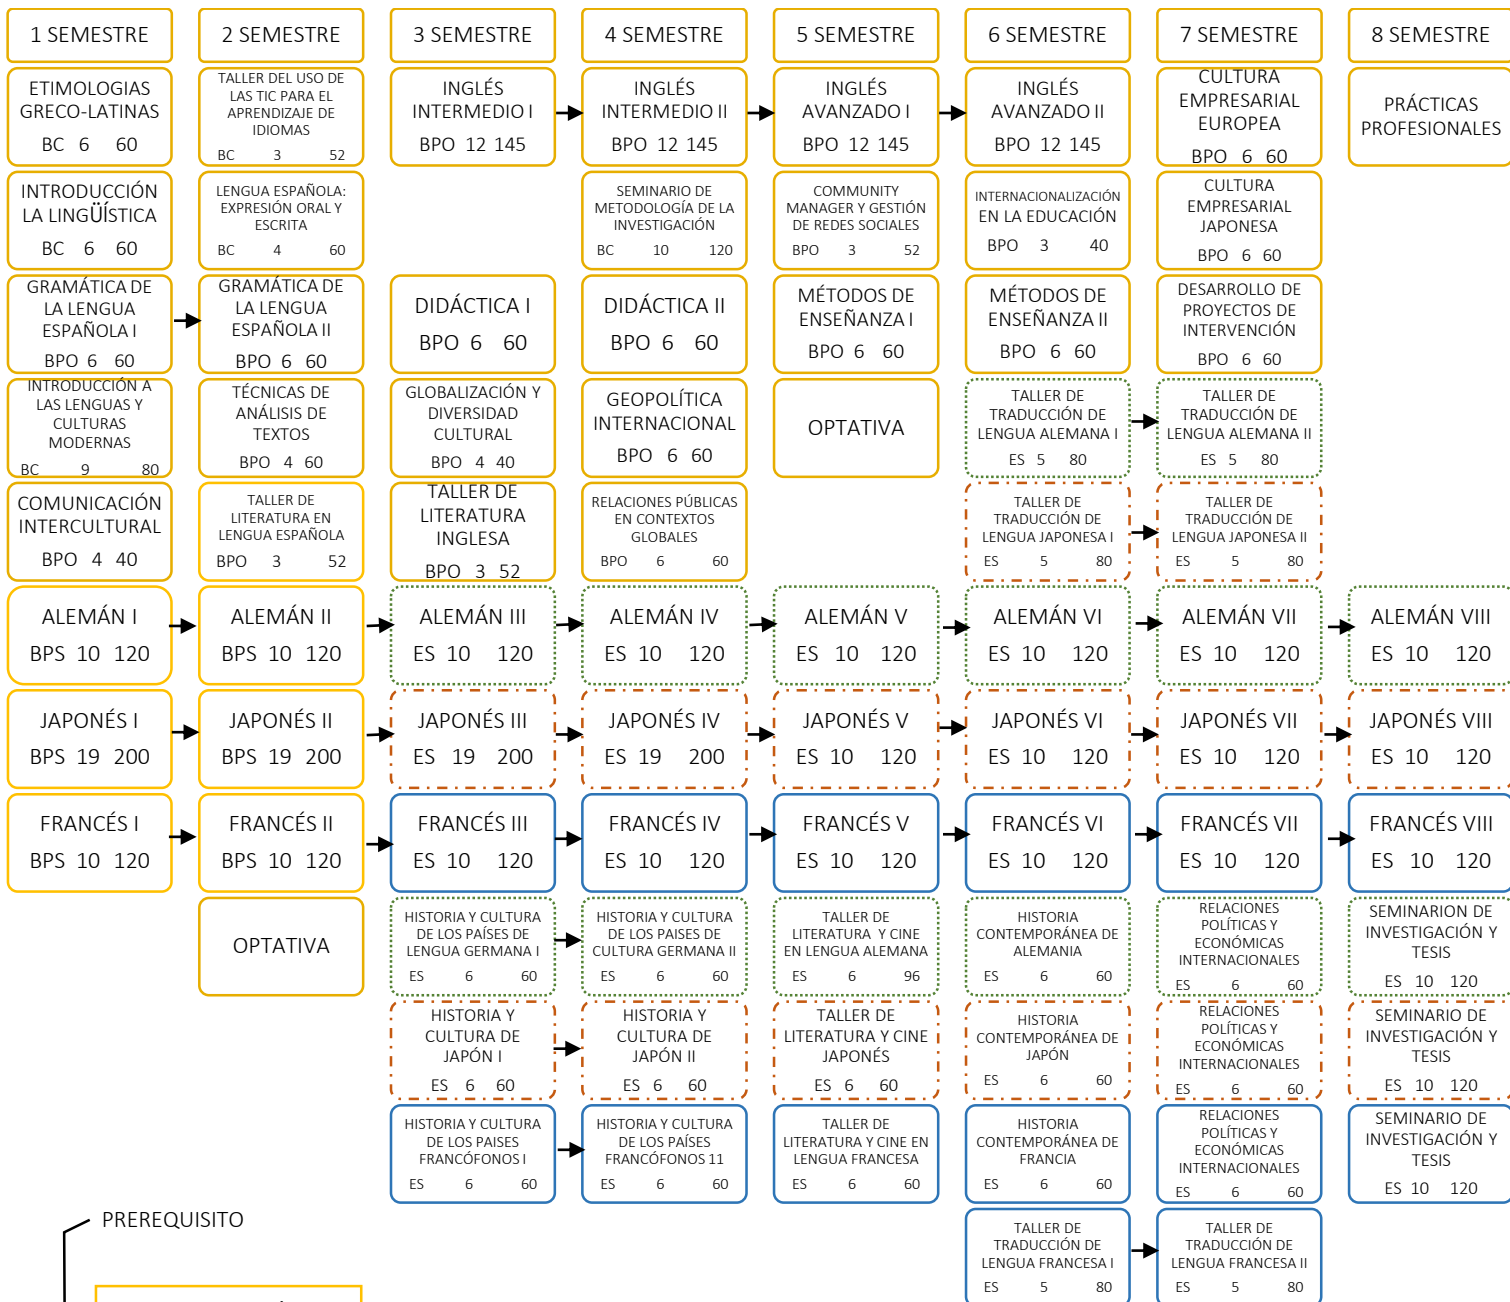 1 SEMESTRE
2 SEMESTRE
3 SEMESTRE
4 SEMESTRE
5 SEMESTRE
6 SEMESTRE
7 SEMESTRE
8 SEMESTRE
ETIMOLOGIAS
GRECO-LATINAS
BC 6 60
TALLER DEL USO DE
LAS TIC PARA EL
APRENDIZAJE DE
IDIOMAS
BC 3 52
INGLÉS
INTERMEDIO I
BPO 12 145
INGLÉS
INTERMEDIO II
BPO 12 145
INGLÉS
AVANZADO I
BPO 12 145
INGLÉS
AVANZADO II
BPO 12 145
CULTURA
EMPRESARIAL
EUROPEA
BPO 6 60
PRÁCTICAS
PROFESIONALES
INTRODUCCIÓN
LA LINGÜÍSTICA
BC 6 60
LENGUA ESPAÑOLA:
EXPRESIÓN ORAL Y
ESCRITA
BC 4 60
SEMINARIO DE
METODOLOGÍA DE LA
INVESTIGACIÓN
BC 10 120
COMMUNITY
MANAGER Y GESTIÓN
DE REDES SOCIALES
BPO 3 52
INTERNACIONALIZACIÓN
EN LA EDUCACIÓN
BPO 3 40
CULTURA
EMPRESARIAL
JAPONESA
BPO 6 60
GRAMÁTICA DE
LA LENGUA
ESPAÑOLA I
BPO 6 60
GRAMÁTICA DE
LA LENGUA
ESPAÑOLA II
BPO 6 60
DIDÁCTICA I
BPO 6 60
DIDÁCTICA II
BPO 6 60
MÉTODOS DE
ENSEÑANZA I
BPO 6 60
MÉTODOS DE
ENSEÑANZA II
BPO 6 60
DESARROLLO DE
PROYECTOS DE
INTERVENCIÓN
BPO 6 60
INTRODUCCIÓN A
LAS LENGUAS Y
CULTURAS
MODERNAS
BC 9 80
TÉCNICAS DE
ANÁLISIS DE
TEXTOS
BPO 4 60
GLOBALIZACIÓN Y
DIVERSIDAD
CULTURAL
BPO 4 40
GEOPOLÍTICA
INTERNACIONAL
BPO 6 60
OPTATIVA
TALLER DE
TRADUCCIÓN DE
LENGUA ALEMANA I
ES 5 80
TALLER DE
TRADUCCIÓN DE
LENGUA ALEMANA II
ES 5 80
COMUNICACIÓN
INTERCULTURAL
BPO 4 40
TALLER DE
LITERATURA EN
LENGUA ESPAÑOLA
BPO 3 52
TALLER DE
LITERATURA
INGLESA
BPO 3 52
RELACIONES PÚBLICAS
EN CONTEXTOS
GLOBALES
BPO 6 60
TALLER DE
TRADUCCIÓN DE
LENGUA JAPONESA I
ES 5 80
TALLER DE
TRADUCCIÓN DE
LENGUA JAPONESA II
ES 5 80
ALEMÁN I
BPS 10 120
ALEMÁN II
BPS 10 120
ALEMÁN III
ES 10 120
ALEMÁN IV
ES 10 120
ALEMÁN V
ES 10 120
ALEMÁN VI
ES 10 120
ALEMÁN VII
ES 10 120
ALEMÁN VIII
ES 10 120
JAPONÉS I
BPS 19 200
JAPONÉS II
BPS 19 200
JAPONÉS III
ES 19 200
JAPONÉS IV
ES 19 200
JAPONÉS V
ES 10 120
JAPONÉS VI
ES 10 120
JAPONÉS VII
ES 10 120
JAPONÉS VIII
ES 10 120
FRANCÉS I
BPS 10 120
FRANCÉS II
BPS 10 120
FRANCÉS III
ES 10 120
FRANCÉS IV
ES 10 120
FRANCÉS V
ES 10 120
FRANCÉS VI
ES 10 120
FRANCÉS VII
ES 10 120
FRANCÉS VIII
ES 10 120
OPTATIVA
HISTORIA Y CULTURA
DE LOS PAÍSES DE
LENGUA GERMANA I
ES 6 60
HISTORIA Y CULTURA
DE LOS PAISES DE
CULTURA GERMANA II
ES 6 60
TALLER DE
LITERATURA Y CINE
EN LENGUA ALEMANA
ES 6 96
HISTORIA
CONTEMPORÁNEA DE
ALEMANIA
ES 6 60
RELACIONES
POLÍTICAS Y
ECONÓMICAS
INTERNACIONALES
ES 6 60
SEMINARION DE
INVESTIGACIÓN Y
TESIS
ES 10 120
HISTORIA Y
CULTURA DE
JAPÓN I
ES 6 60
HISTORIA Y
CULTURA DE
JAPÓN II
ES 6 60
TALLER DE
LITERATURA Y CINE
JAPONÉS
ES 6 60
HISTORIA
CONTEMPORÁNEA DE
JAPÓN
ES 6 60
RELACIONES
POLÍTICAS Y
ECONÓMICAS
INTERNACIONALES
ES 6 60
SEMINARIO DE
INVESTIGACIÓN Y
TESIS
ES 10 120
HISTORIA Y CULTURA
DE LOS PAISES
FRANCÓFONOS I
ES 6 60
HISTORIA Y CULTURA
DE LOS PAÍSES
FRANCÓFONOS 11
ES 6 60
TALLER DE
LITERATURA Y CINE EN
LENGUA FRANCESA
ES 6 60
HISTORIA
CONTEMPORÁNEA DE
FRANCIA
ES 6 60
RELACIONES
POLÍTICAS Y
ECONÓMICAS
INTERNACIONALES
ES 6 60
SEMINARIO DE
INVESTIGACIÓN Y
TESIS
ES 10 120
PREREQUISITO
TALLER DE
TRADUCCIÓN DE
LENGUA FRANCESA I
ES 5 80
TALLER DE
TRADUCCIÓN DE
LENGUA FRANCESA II
ES 5 80